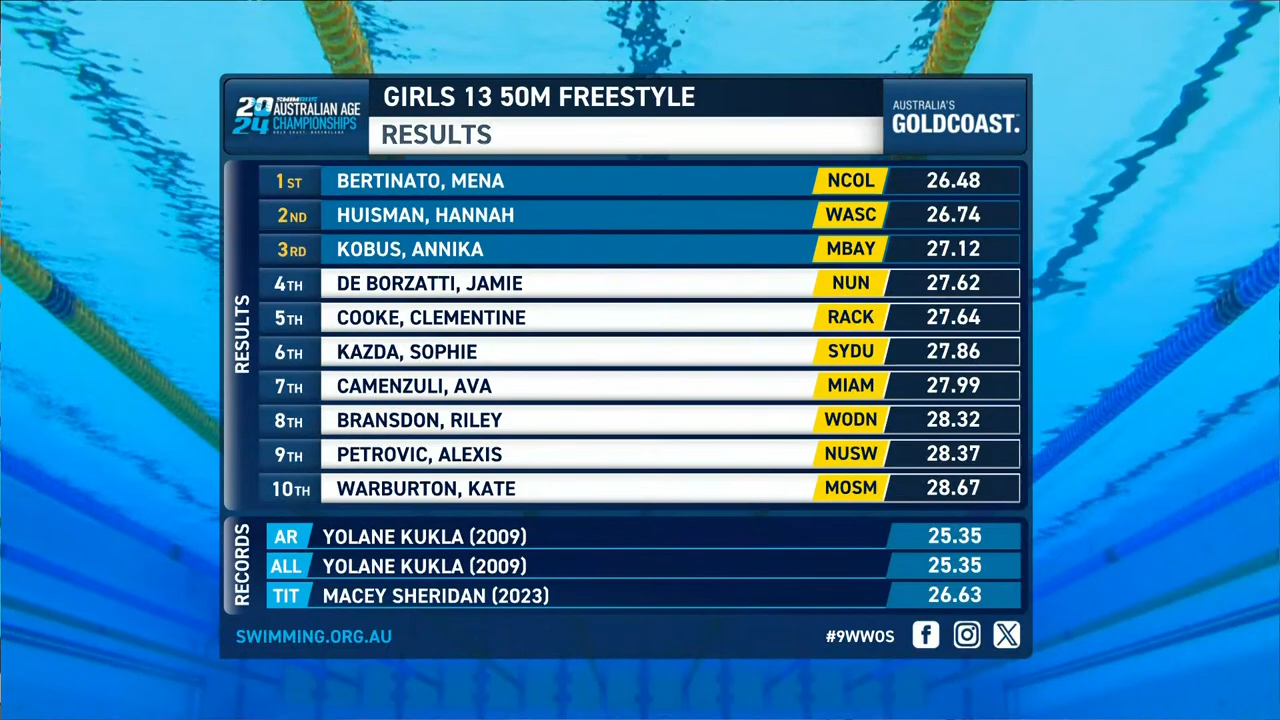 2024 SWIMMING AUSTRALIAN AGE CHAMPIONSHIPS
GOLD COAST, QUEENSLAND
GIRLS 13 50M FREESTYLE
RESULTS
AUSTRALIA'S
GOLDCOAST.
RESULTS
1ST BERTINATO, MENA NCOL 26.48
2ND HUISMAN, HANNAH WASC 26.74
3RD KOBUS, ANNIKA MBAY 27.12
4TH DE BORZATTI, JAMIE NUN 27.62
5TH COOKE, CLEMENTINE RACK 27.64
6TH KAZDA, SOPHIE SYDU 27.86
7TH CAMENZULI, AVA MIAM 27.99
8TH BRANSDON, RILEY WODN 28.32
9TH PETROVIC, ALEXIS NUSW 28.37
10TH WARBURTON, KATE MOSM 28.67
RECORDS
AR YOLANE KUKLA (2009) 25.35
ALL YOLANE KUKLA (2009) 25.35
TIT MACEY SHERIDAN (2023) 26.63
SWIMMING.ORG.AU #9WWOS